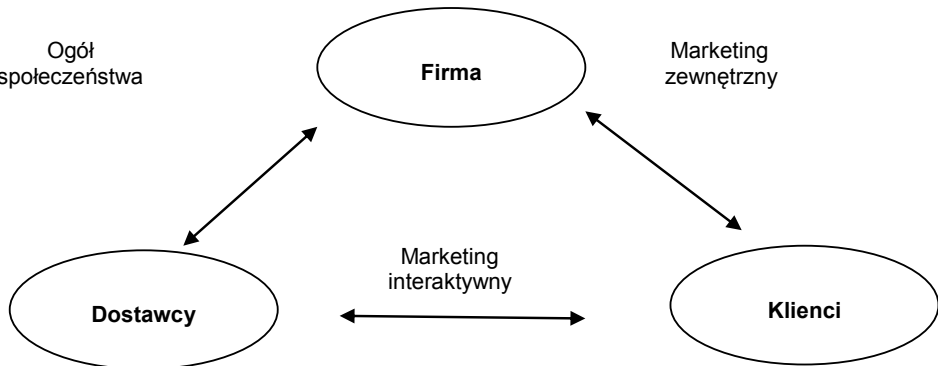 Ogół
społeczeństwa
Firma
Marketing
zewnętrzny
Marketing
interaktywny
Dostawcy
Klienci